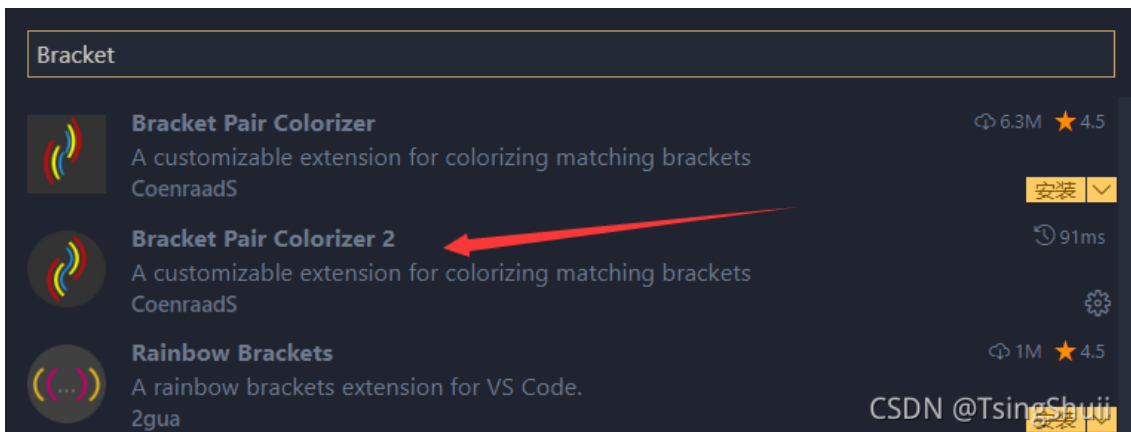 Bracket
Bracket Pair Colorizer 6.3M 4.5
A customizable extension for colorizing matching brackets
CoenraadS 安装
Bracket Pair Colorizer 2 91ms
A customizable extension for colorizing matching brackets
CoenraadS
Rainbow Brackets 1M 4.5
A rainbow brackets extension for VS Code.
2gua 安装
CSDN @TsingShuii